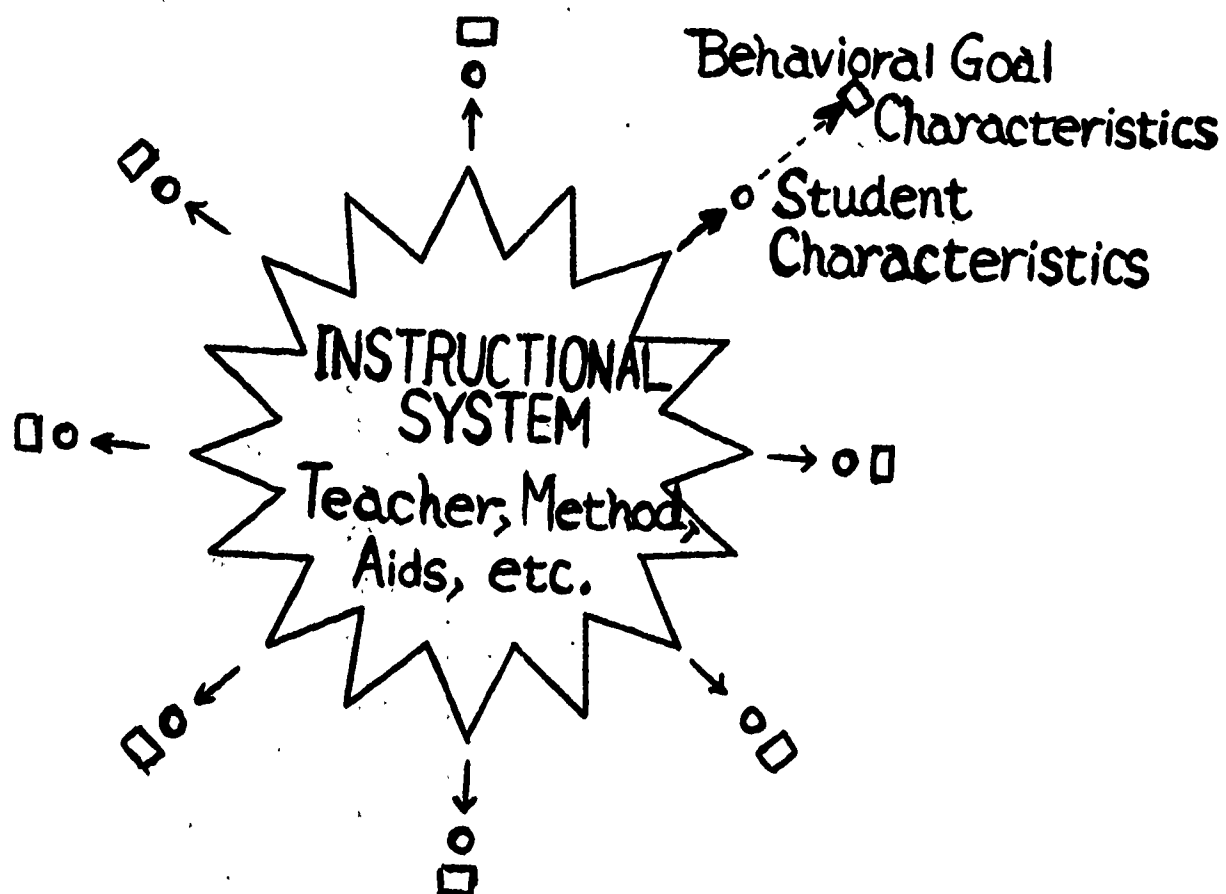 Behavioral Goal
Characteristics
Student
Characteristics
INSTRUCTIONAL
SYSTEM
Teacher, Method,
Aids, etc.